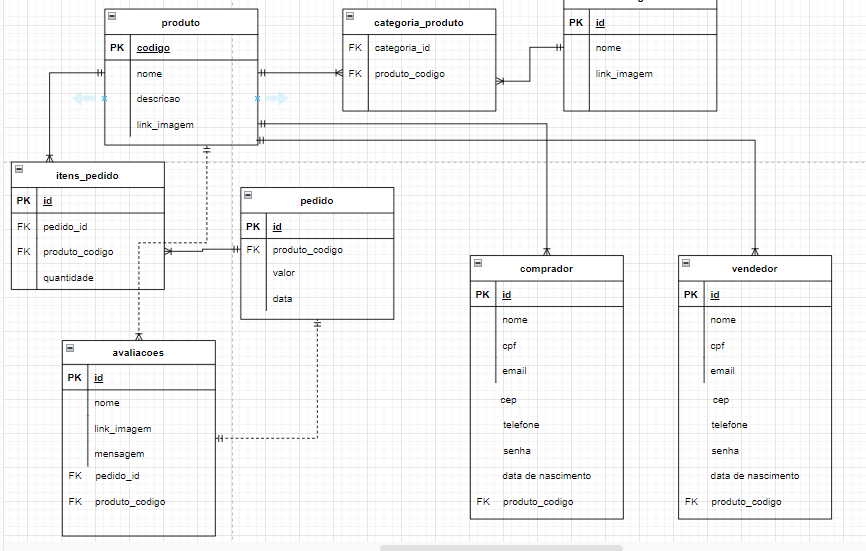 produto
PK codigo
nome
descricao
link_imagem
categoria_produto
FK categoria_id
FK produto_codigo
PK id
nome
link_imagem
itens_pedido
PK id
FK pedido_id
FK produto_codigo
quantidade
pedido
PK id
FK produto_codigo
valor
data
comprador
PK id
nome
cpf
email
cep
telefone
senha
data de nascimento
FK produto_codigo
vendedor
PK id
nome
cpf
email
cep
telefone
senha
data de nascimento
FK produto_codigo
avaliacoes
PK id
nome
link_imagem
mensagem
FK pedido_id
FK produto_codigo